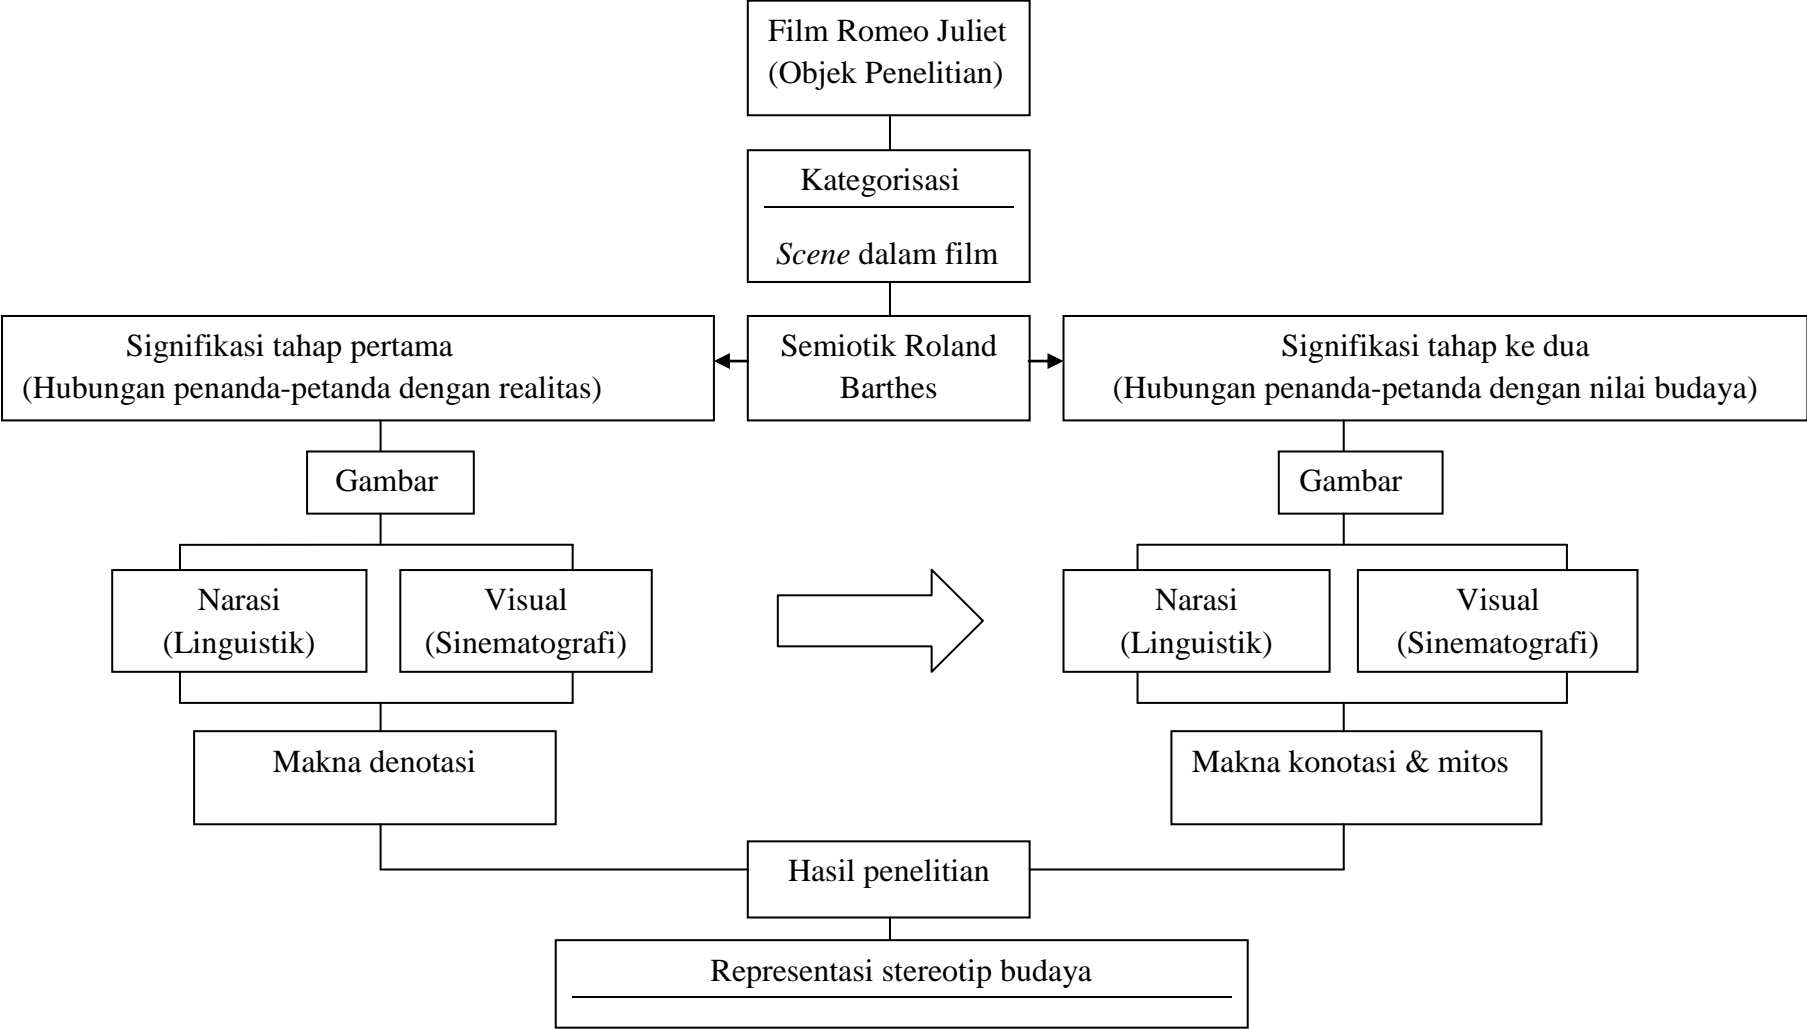 Film Romeo Juliet
(Objek Penelitian)
Kategorisasi
Scene dalam film
Signifikasi tahap pertama
(Hubungan penanda-petanda dengan realitas)
Semiotik Roland
Barthes
Signifikasi tahap ke dua
(Hubungan penanda-petanda dengan nilai budaya)
Gambar
Gambar
Narasi
(Linguistik)
Visual
(Sinematografi)
Narasi
(Linguistik)
Visual
(Sinematografi)
Makna denotasi
Makna konotasi & mitos
Hasil penelitian
Representasi stereotip budaya